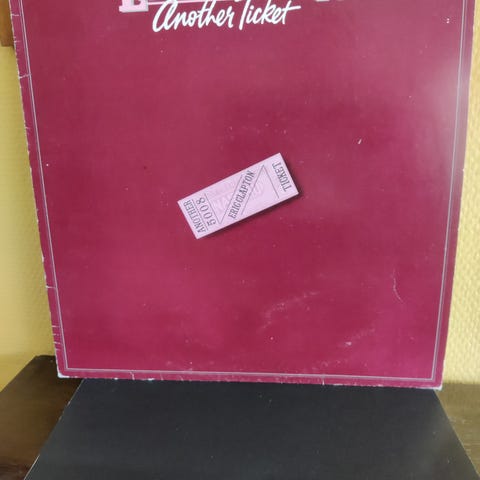 Another Ticket
ANOTHER
5008
ERIC CLAPTON
TICKET